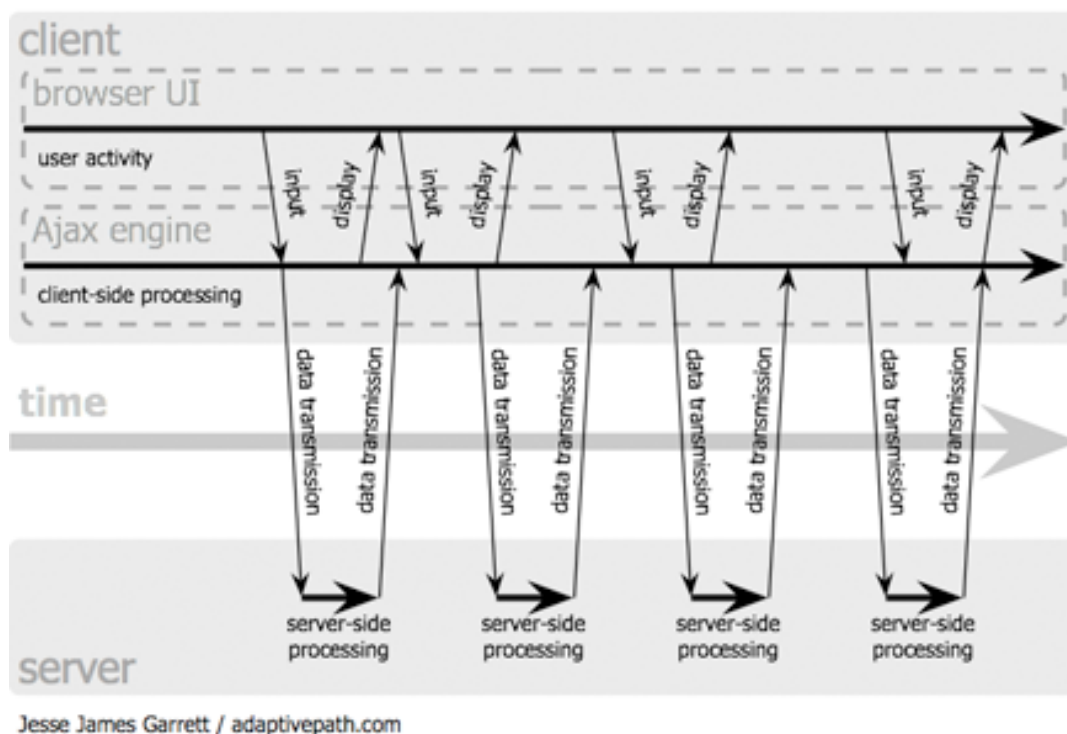 client
browser UI
user activity
input
display
input
display
input
display
input
display
Ajax engine
client-side processing
data transmission
data transmission
data transmission
data transmission
data transmission
data transmission
data transmission
data transmission
time
server-side
processing
server-side
processing
server-side
processing
server-side
processing
server
Jesse James Garrett / adaptivepath.com